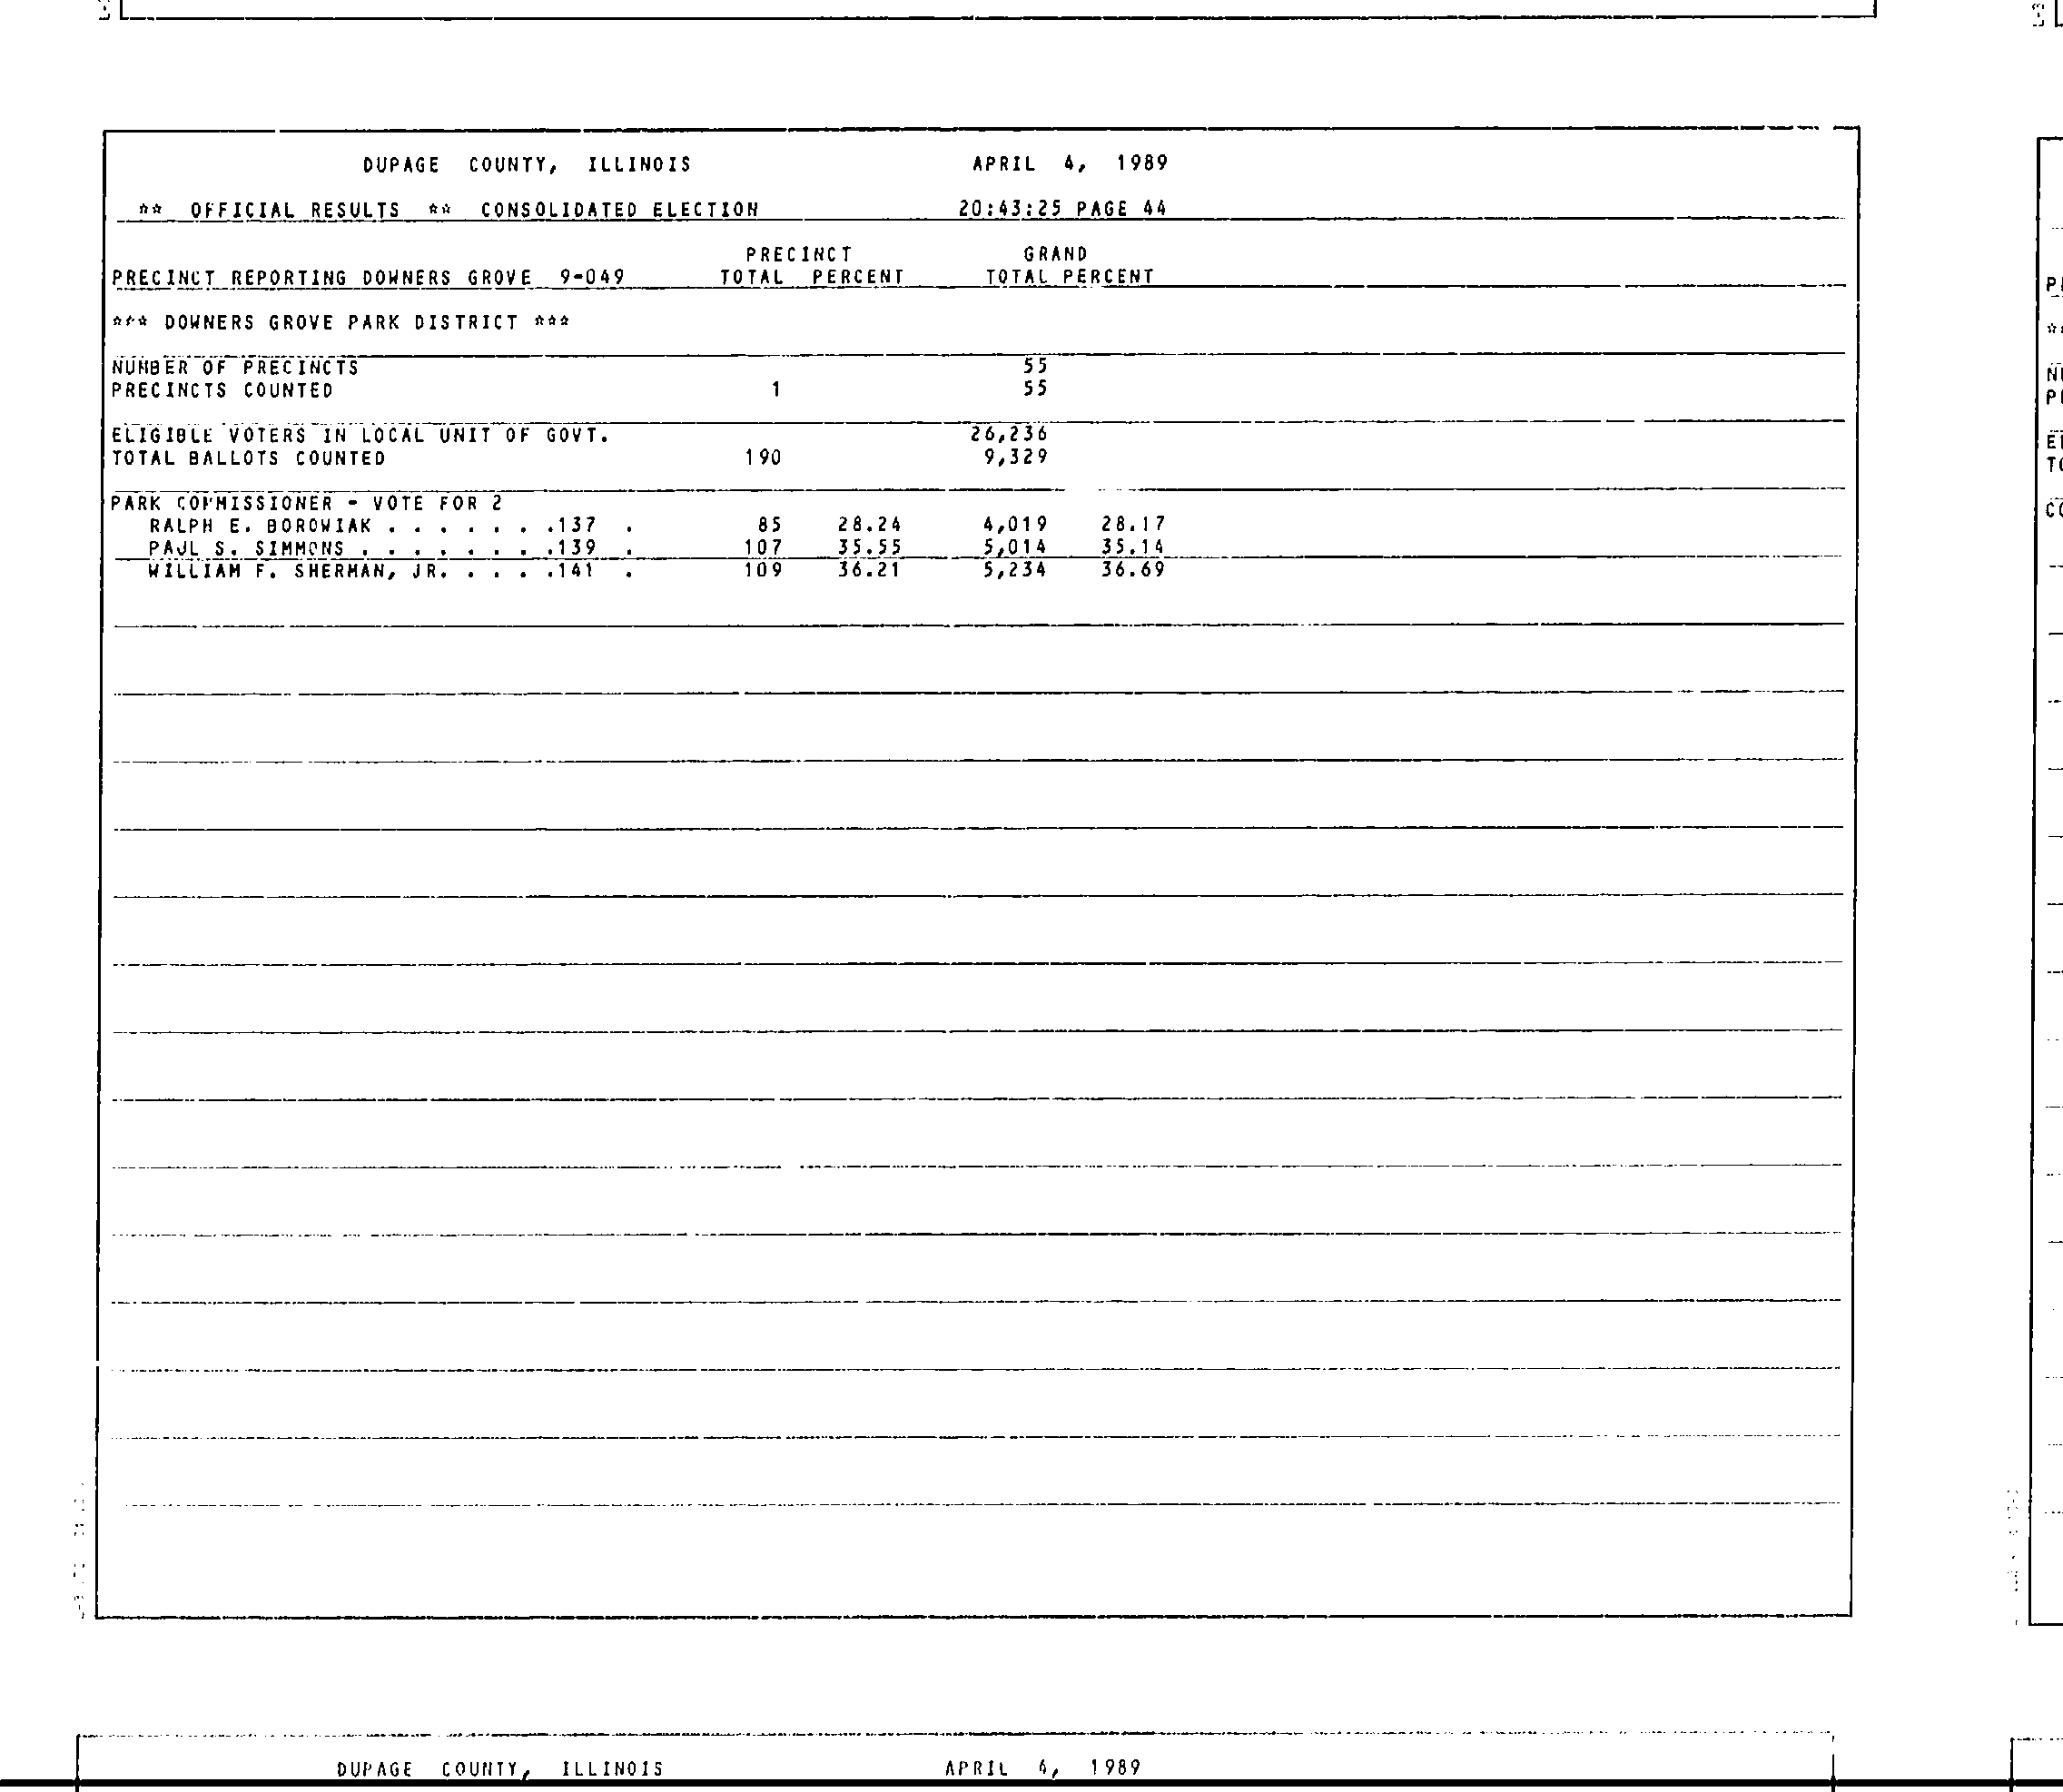 DUPAGE COUNTY, ILLINOIS APRIL 4, 1989
** OFFICIAL RESULTS ** CONSOLIDATED ELECTION 20:43:25 PAGE 44
PRECINCT GRAND
PRECINCT REPORTING DOWNERS GROVE 9-049 TOTAL PERCENT TOTAL PERCENT
*** DOWNERS GROVE PARK DISTRICT ***
NUMBER OF PRECINCTS 55
PRECINCTS COUNTED 1 55
ELIGIBLE VOTERS IN LOCAL UNIT OF GOVT. 26,236
TOTAL BALLOTS COUNTED 190 9,329
PARK COMMISSIONER - VOTE FOR 2
RALPH E. BOROWIAK . . . . . . .137 . 85 28.24 4,019 28.17
PAUL S. SIMMONS . . . . . . . .139 . 107 35.55 5,014 35.14
WILLIAM F. SHERMAN, JR. . . . .141 . 109 36.21 5,234 36.69
DUPAGE COUNTY, ILLINOIS APRIL 4, 1989